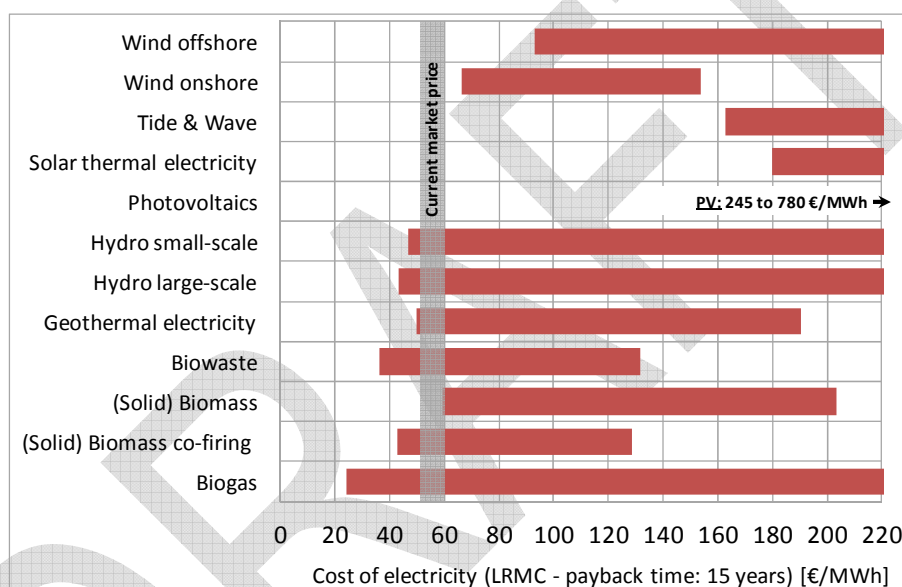 Wind offshore
Wind onshore
Tide & Wave
Solar thermal electricity
Photovoltaics
Hydro small-scale
Hydro large-scale
Geothermal electricity
Biowaste
(Solid) Biomass
(Solid) Biomass co-firing
Biogas
Current market price
PV: 245 to 780 €/MWh →
0 20 40 60 80 100 120 140 160 180 200 220
Cost of electricity (LRMC - payback time: 15 years) [€/MWh]
DRAFT